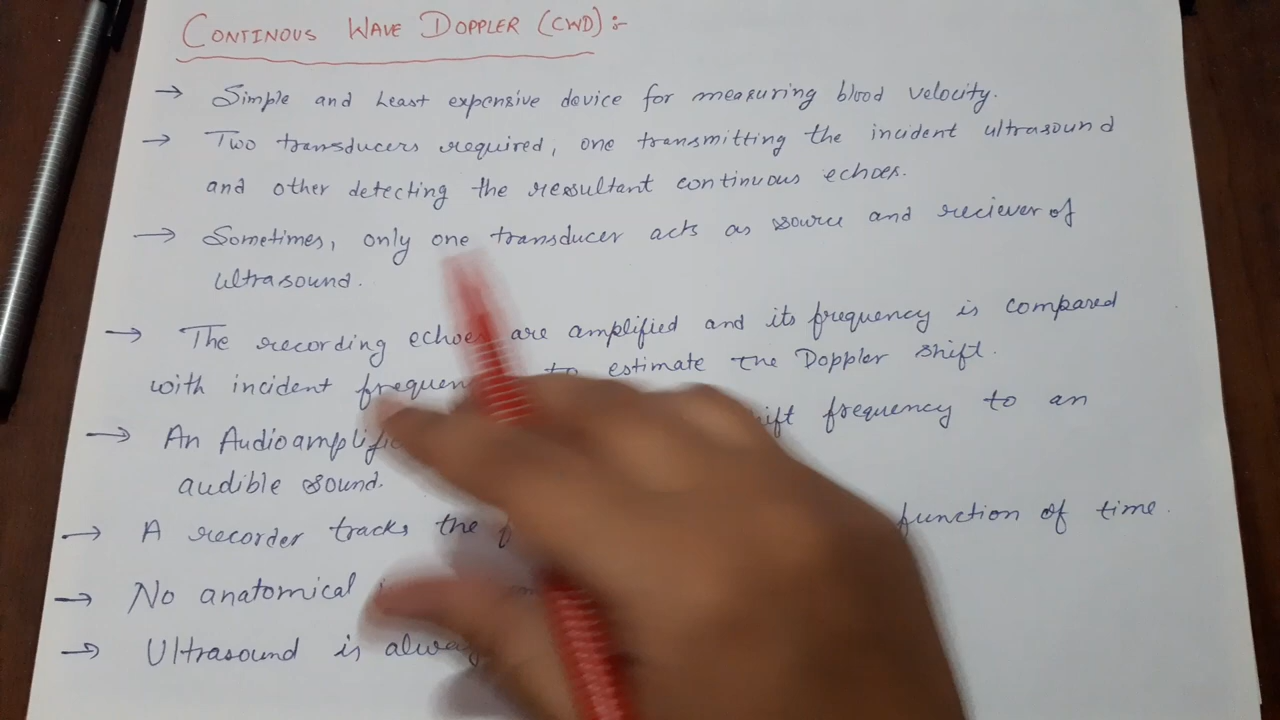 CONTINOUS WAVE DOPPLER (CWD):-
→ Simple and Least expensive device for measuring blood velocity.
→ Two transducers required, one transmitting the incident ultrasound
and other detecting the resultant continuous echoes.
→ Sometimes, only one transducer acts as source and reciever of
ultrasound.
→ The recording echoes are amplified and its frequency is compared
with incident to estimate the Doppler shift.
→ An frequency to an
audible sound.
→ A recorder tracks the function of time.
→ No anatomical
→ Ultrasound is